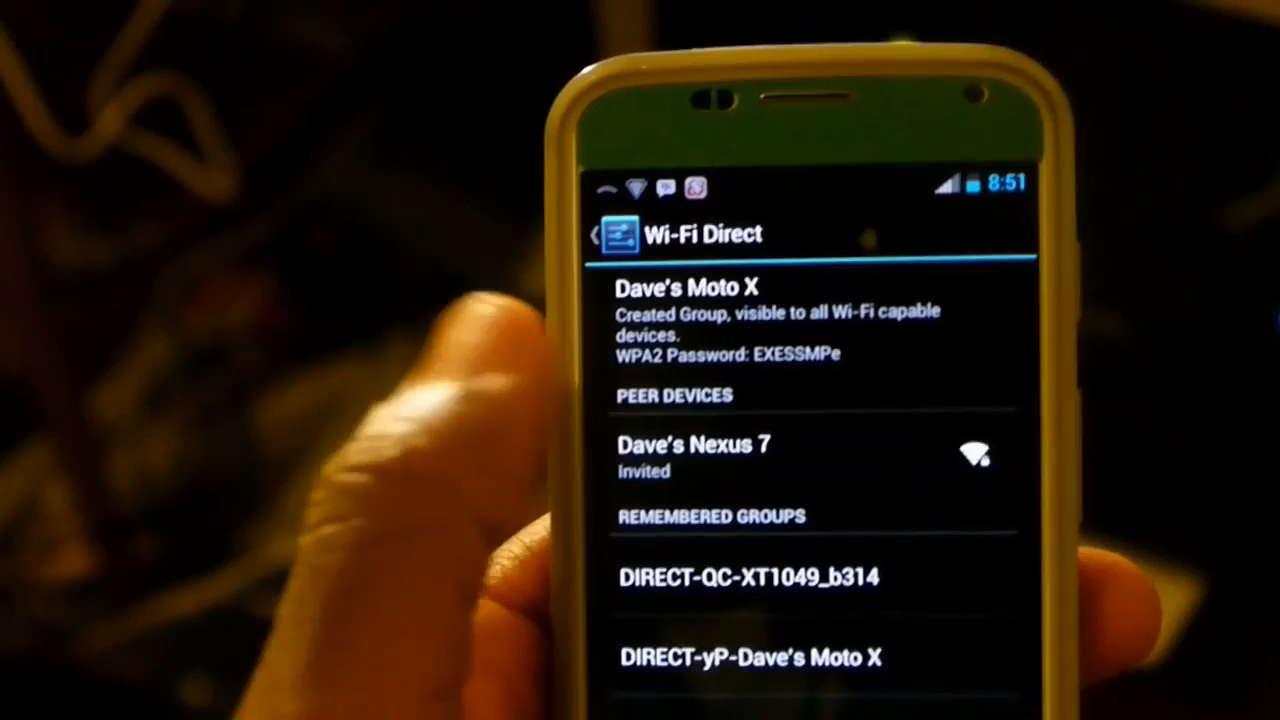 8:51
Wi-Fi Direct
Dave's Moto X
Created Group, visible to all Wi-Fi capable
devices.
WPA2 Password: EXESSMPe
PEER DEVICES
Dave's Nexus 7
Invited
REMEMBERED GROUPS
DIRECT-QC-XT1049_b314
DIRECT-yP-Dave's Moto X